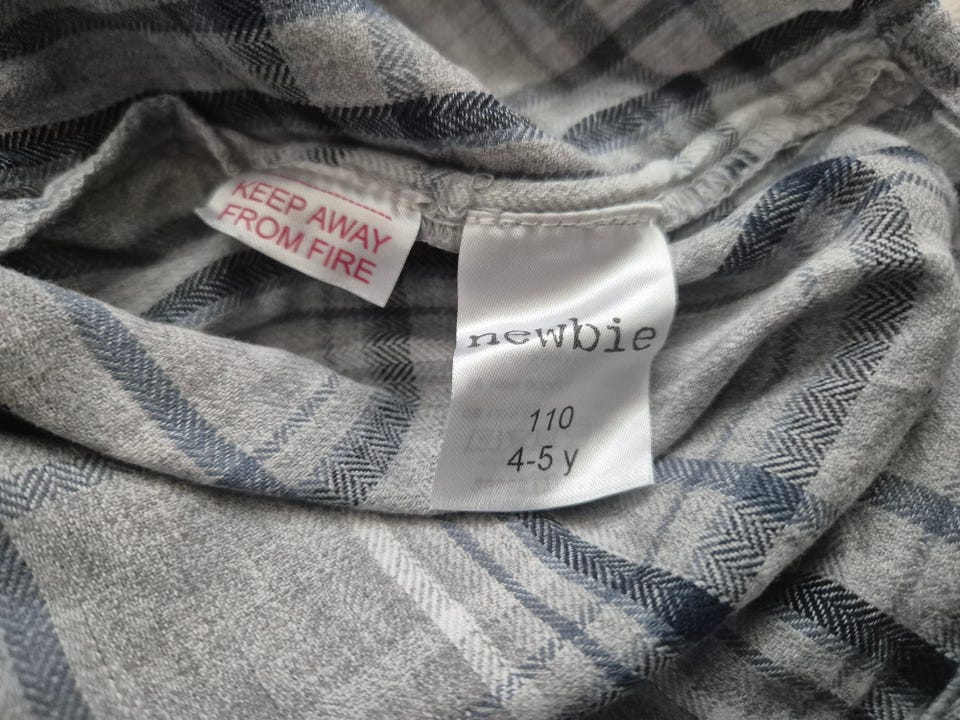 KEEP AWAY
FROM FIRE
newbie
110
4-5 y